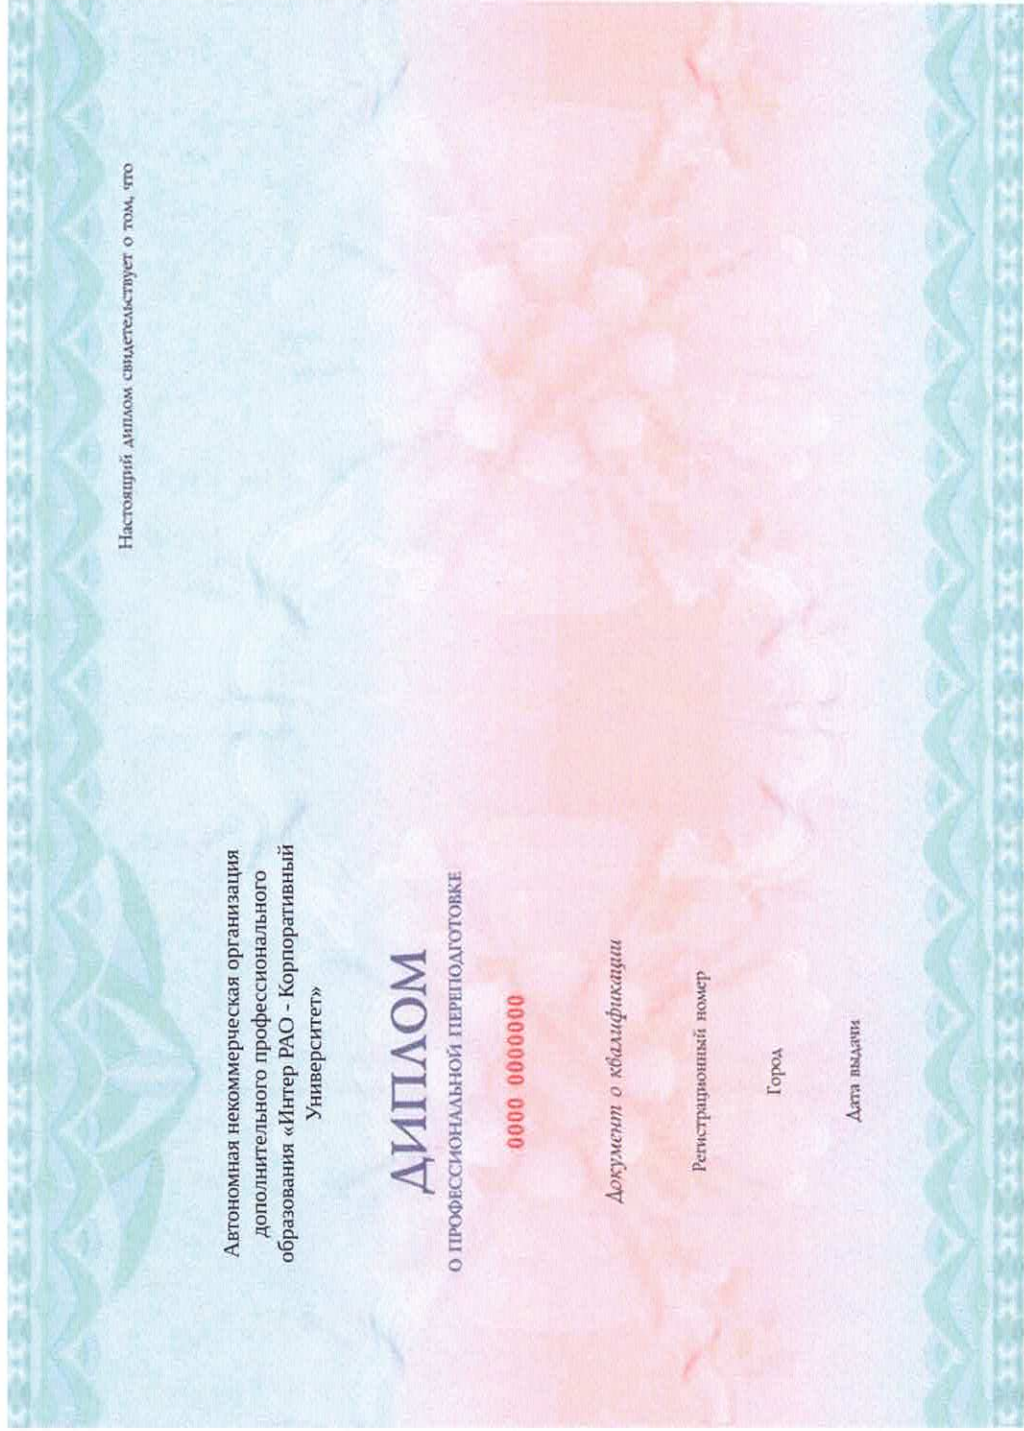 Автономная некоммерческая организация
дополнительного профессионального
образования «Интер РАО - Корпоративный
Университет»
ДИПЛОМ
О ПРОФЕССИОНАЛЬНОЙ ПЕРЕПОДГОТОВКЕ
0000 0000000
Документ о квалификации
Регистрационный номер
Город
Дата выдачи
Настоящий диплом свидетельствует о том, что